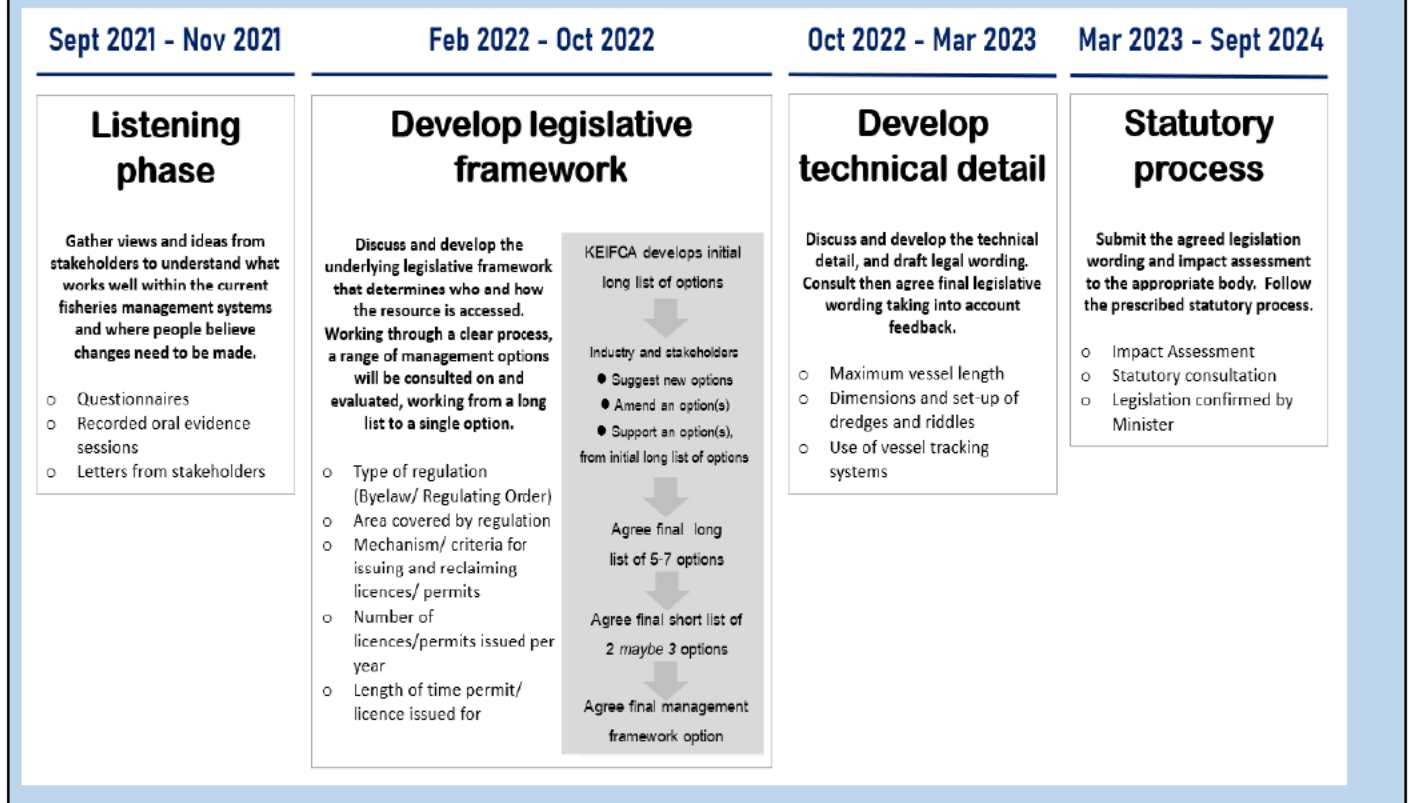 Sept 2021 - Nov 2021
Feb 2022 - Oct 2022
Oct 2022 - Mar 2023
Mar 2023 - Sept 2024
Listening
phase
Gather views and ideas from
stakeholders to understand what
works well within the current
fisheries management systems
and where people believe
changes need to be made.
o Questionnaires
o Recorded oral evidence
sessions
o Letters from stakeholders
Develop legislative
framework
Discuss and develop the
underlying legislative framework
that determines who and how
the resource is accessed.
Working through a clear process,
a range of management options
will be consulted on and
evaluated, working from a long
list to a single option.
o Type of regulation
(Byelaw/ Regulating Order)
o Area covered by regulation
o Mechanism/ criteria for
issuing and reclaiming
licences/ permits
o Number of
licences/permits issued per
year
o Length of time permit/
licence issued for
KEIFCA develops initial
long list of options
Industry and stakeholders
● Suggest new options
● Amend an option(s)
● Support an option(s),
from initial long list of options
Agree final long
list of 5-7 options
Agree final short list of
2 maybe 3 options
Agree final management
framework option
Develop
technical detail
Discuss and develop the technical
detail, and draft legal wording.
Consult then agree final legislative
wording taking into account
feedback.
o Maximum vessel length
o Dimensions and set-up of
dredges and riddles
o Use of vessel tracking
systems
Statutory
process
Submit the agreed legislation
wording and impact assessment
to the appropriate body. Follow
the prescribed statutory process.
o Impact Assessment
o Statutory consultation
o Legislation confirmed by
Minister